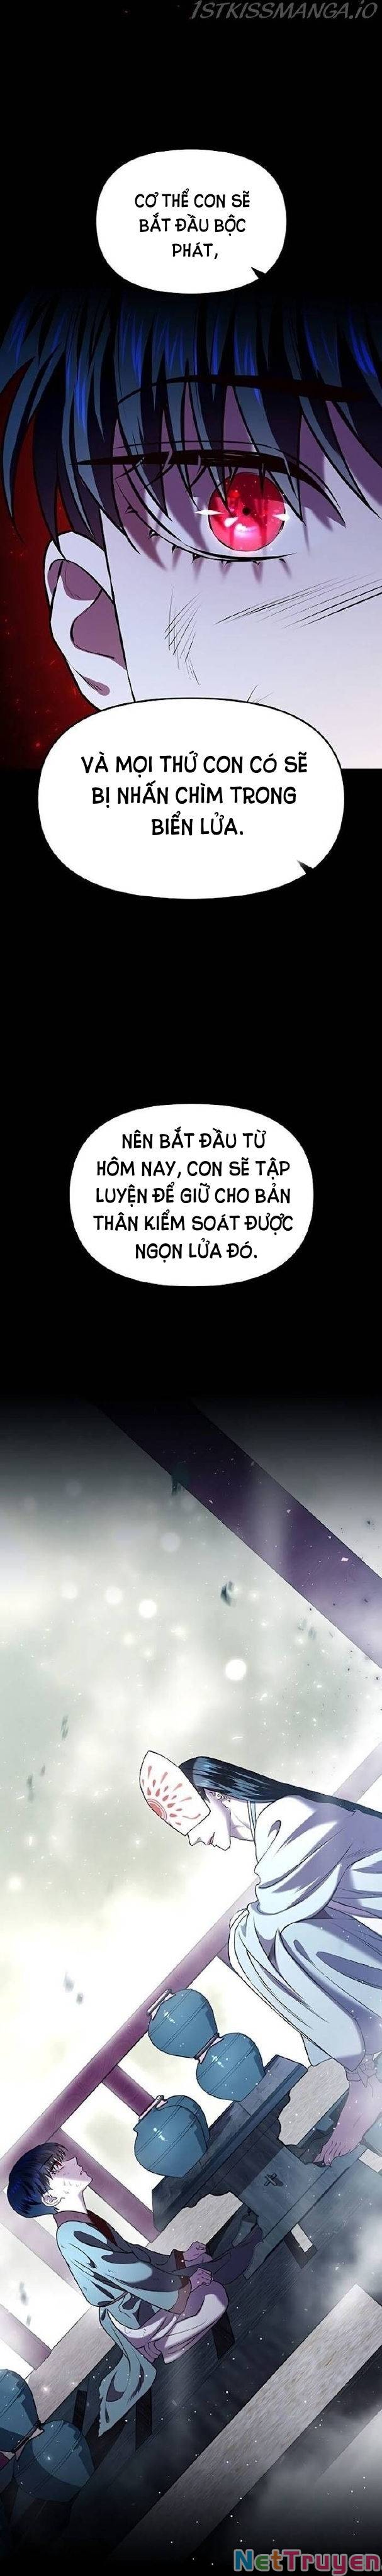 1STKISSMANGA.IO
CƠ THỂ CON SẼ
BẮT ĐẦU BỘC
PHÁT,
VÀ MỌI THỨ CON CÓ SẼ
BỊ NHẤN CHÌM TRONG
BIỂN LỬA.
NÊN BẮT ĐẦU TỪ
HÔM NAY, CON SẼ TẬP
LUYỆN ĐỂ GIỮ CHO BẢN
THÂN KIỂM SOÁT ĐƯỢC
NGỌN LỬA ĐÓ.
NetTruyen